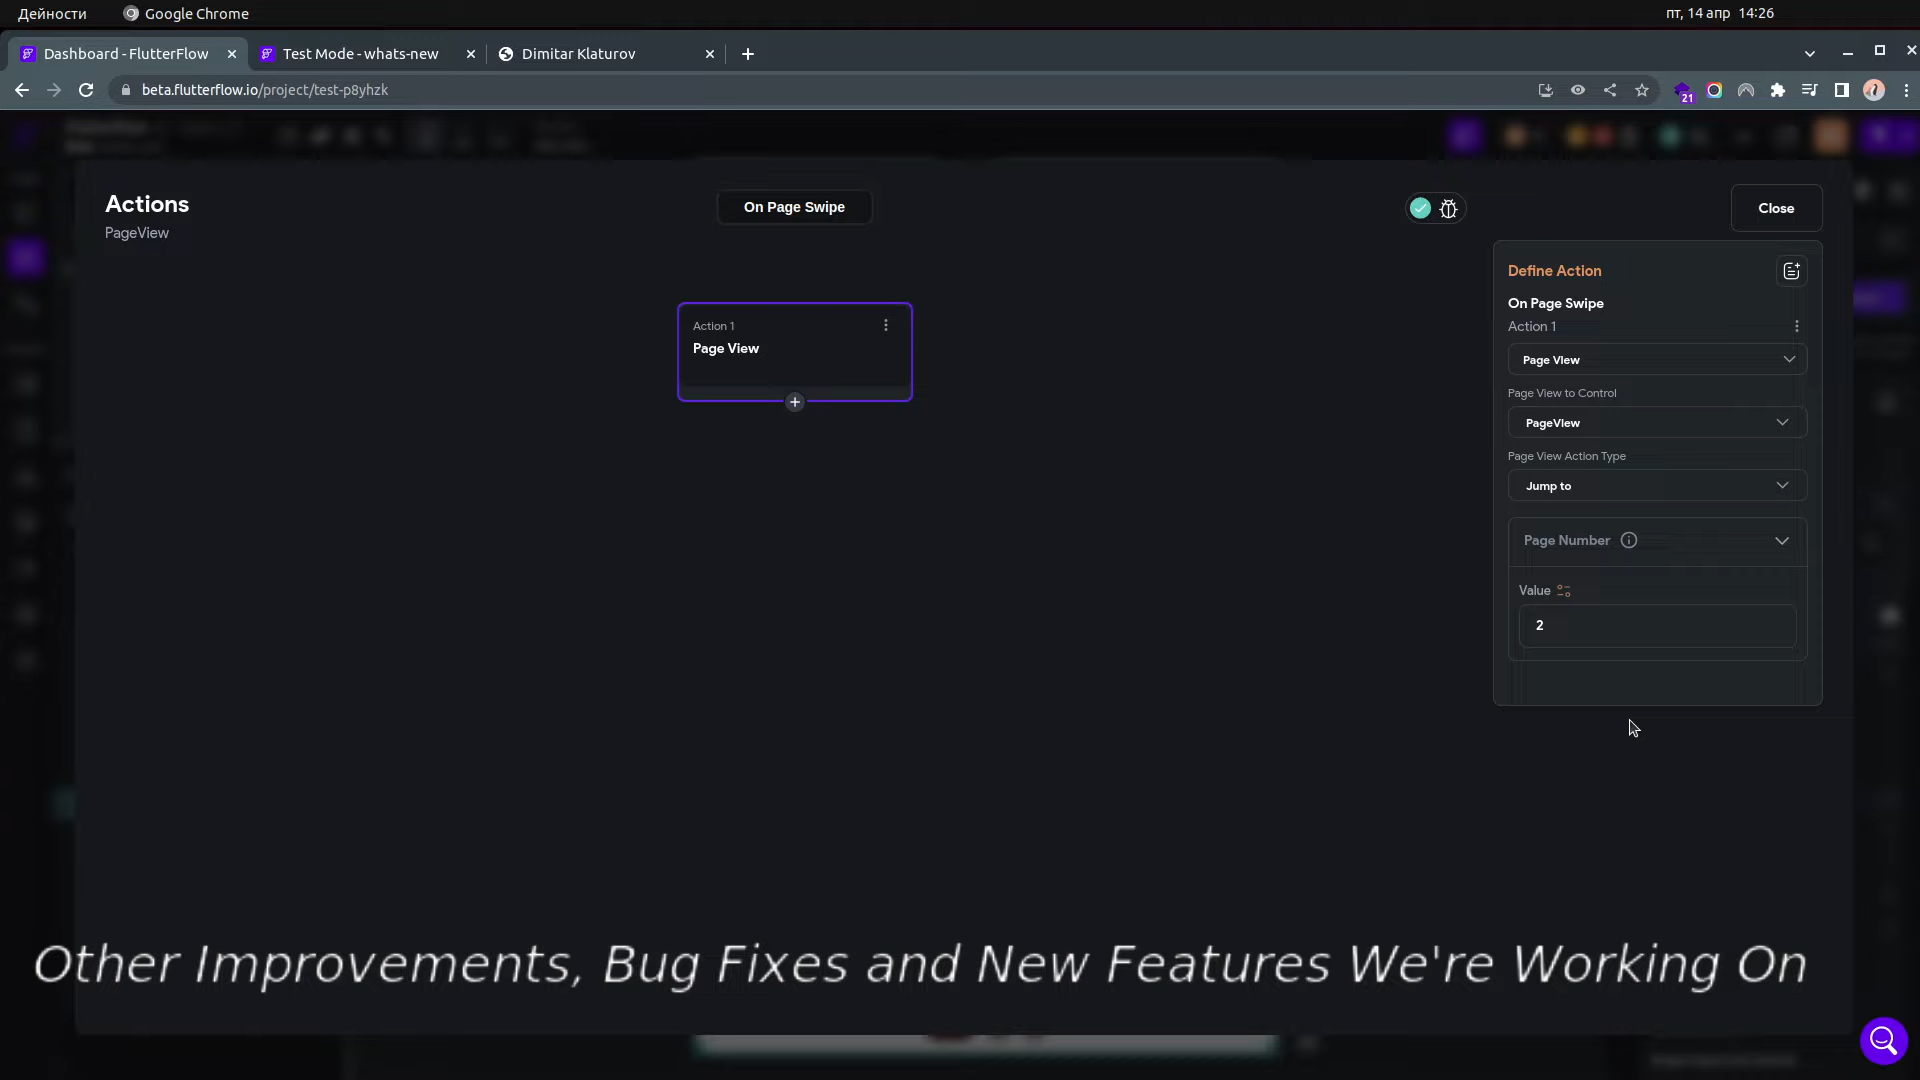 Дейности
Google Chrome
пт, 14 апр 14:26
Dashboard - FlutterFlow
Test Mode - whats-new
Dimitar Klaturov
beta.flutterflow.io/project/test-p8yhzk
21
Actions
PageView
On Page Swipe
Close
Define Action
On Page Swipe
Action 1
Page View
Page View to Control
PageView
Page View Action Type
Jump to
Page Number
Value
2
Action 1
Page View
Other Improvements, Bug Fixes and New Features We're Working On